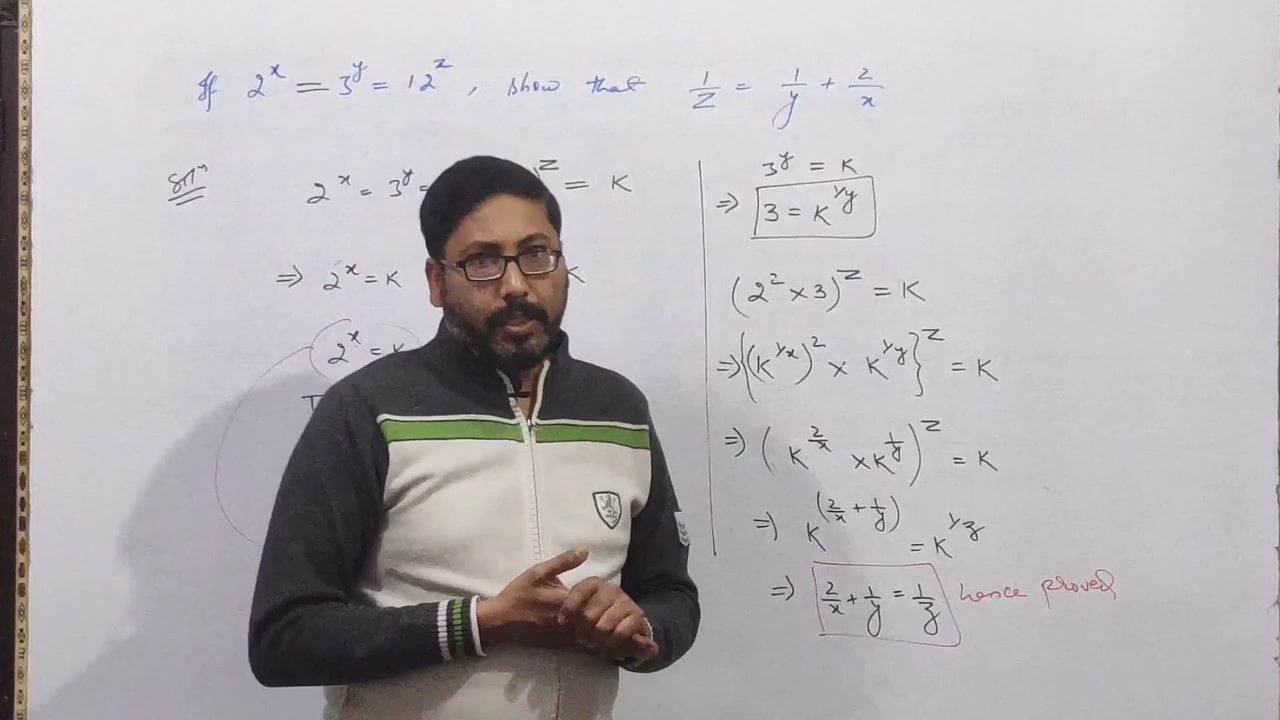 If 2^x = 3^y = 12^z, show that 1/z = 1/y + 2/x
Solⁿ
2^x = 3^y = )^z = K
⇒ 2^x = K K
2^x = K
3^y = K
⇒ 3 = K^1/y
(2^2 × 3)^z = K
⇒ {(K^1/x)^2 × K^1/y}^z = K
⇒ (K^2/x × K^1/y)^z = K
⇒ K^(2/x + 1/y) = K^1/z
⇒ 2/x + 1/y = 1/z hence proved